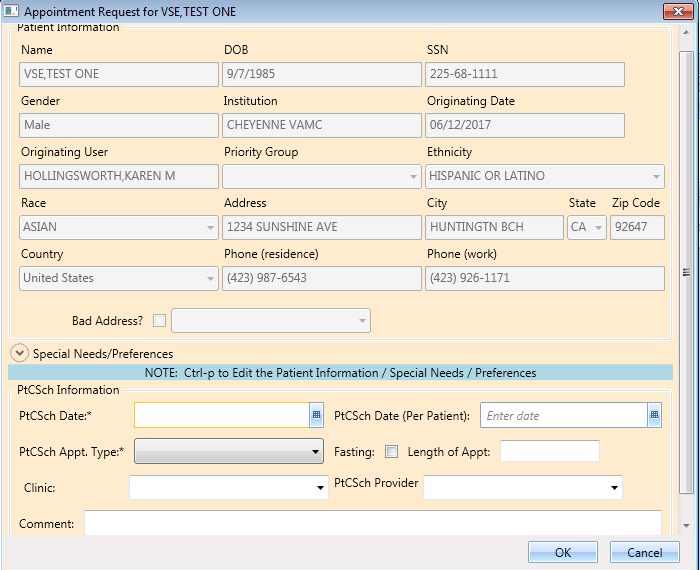 Appointment Request for VSE,TEST ONE
Patient Information
Name DOB SSN
VSE,TEST ONE 9/7/1985 225-68-1111
Gender Institution Originating Date
Male CHEYENNE VAMC 06/12/2017
Originating User Priority Group Ethnicity
HOLLINGSWORTH,KAREN M HISPANIC OR LATINO
Race Address City State Zip Code
ASIAN 1234 SUNSHINE AVE HUNTINGTN BCH CA 92647
Country Phone (residence) Phone (work)
United States (423) 987-6543 (423) 926-1171
Bad Address?
Special Needs/Preferences
NOTE: Ctrl-p to Edit the Patient Information / Special Needs / Preferences
PtCSch Information
PtCSch Date:* PtCSch Date (Per Patient): Enter date
PtCSch Appt. Type:* Fasting: Length of Appt:
Clinic: PtCSch Provider
Comment:
OK Cancel